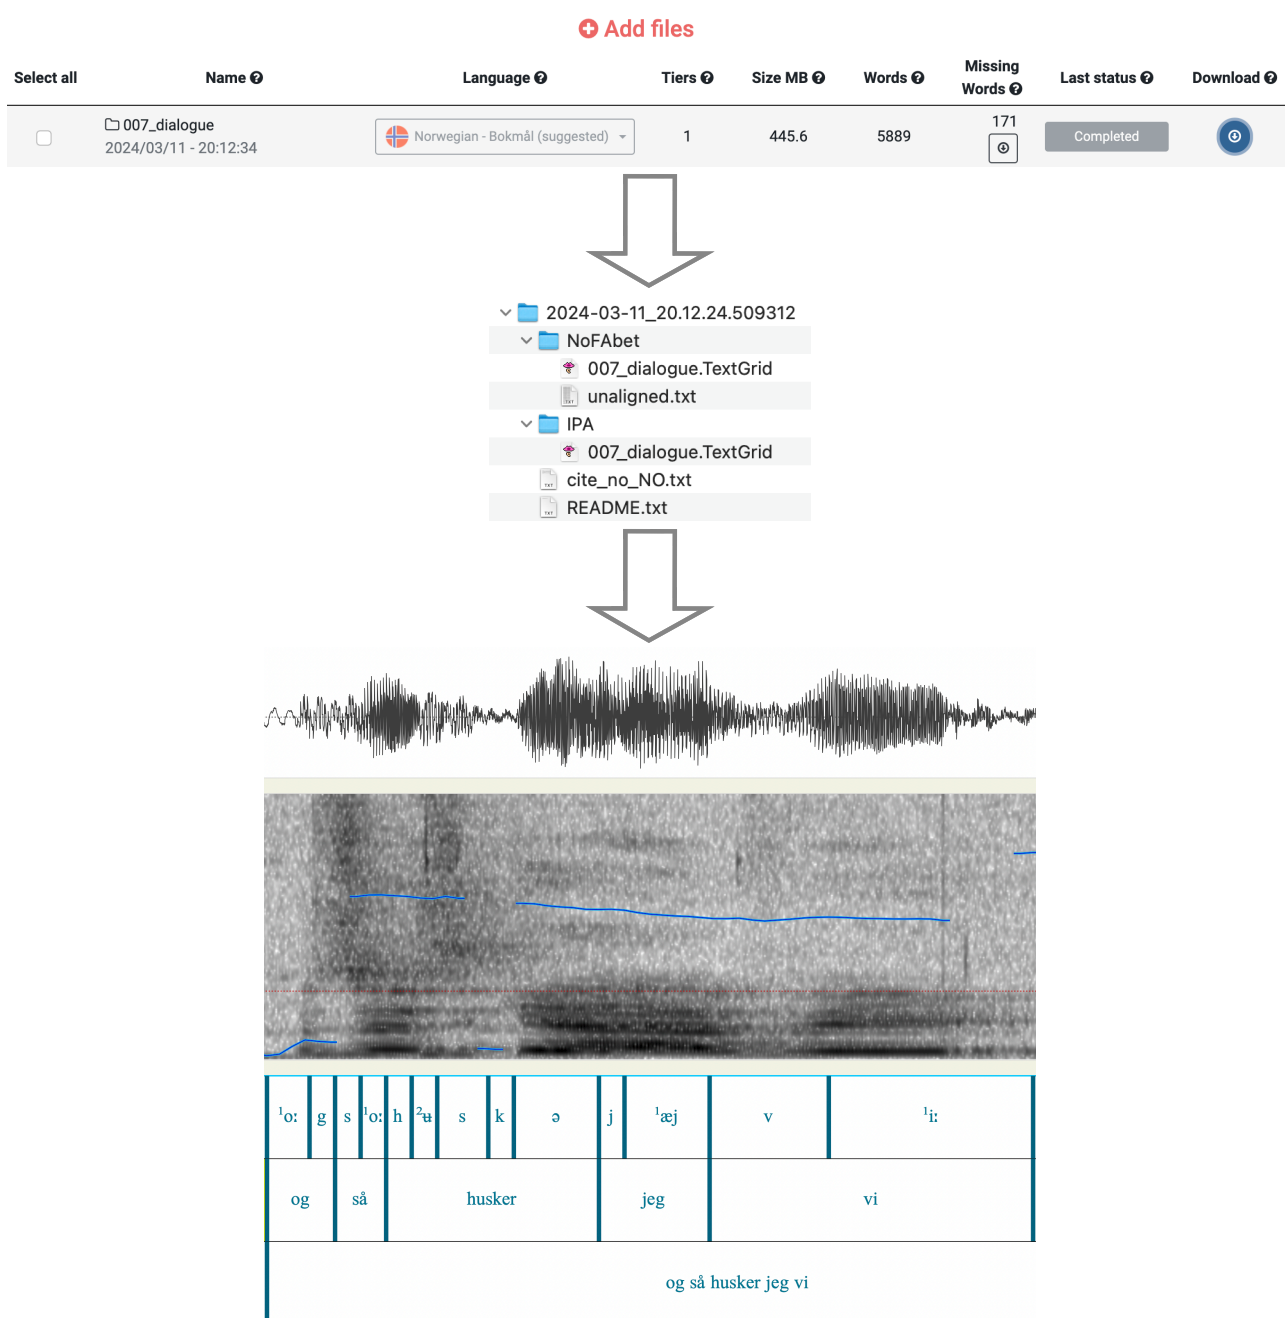 Add files
Select all Name Language Tiers Size MB Words Missing Words Last status Download
007_dialogue
2024/03/11 - 20:12:34
Norwegian - Bokmål (suggested)
1 445.6 5889 171 Completed
2024-03-11_20.12.24.509312
NoFAbet
007_dialogue.TextGrid
unaligned.txt
IPA
007_dialogue.TextGrid
cite_no_NO.txt
README.txt
¹oː g s ¹oː h ²ʉ s k ə j ¹æj v ¹iː
og så husker jeg vi
og så husker jeg vi